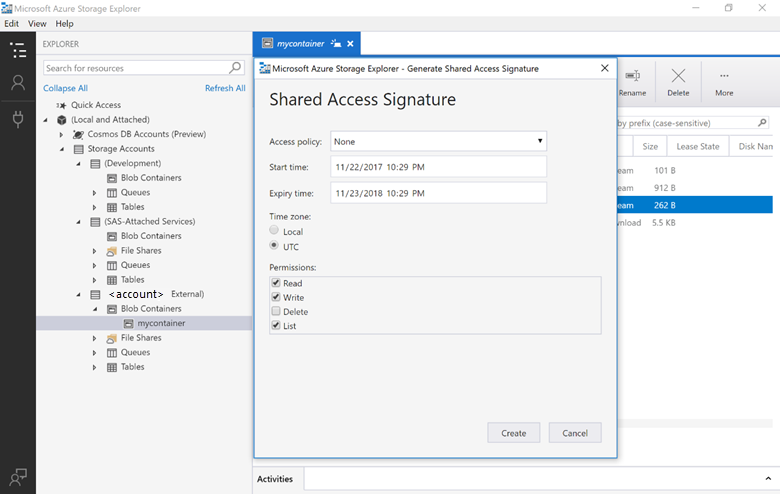 Microsoft Azure Storage Explorer
Edit View Help
EXPLORER
Search for resources
Collapse All Refresh All
Quick Access
(Local and Attached)
Cosmos DB Accounts (Preview)
Storage Accounts
(Development)
Blob Containers
Queues
Tables
(SAS-Attached Services)
Blob Containers
File Shares
Queues
Tables
<account> External)
Blob Containers
mycontainer
File Shares
Queues
Tables
mycontainer
Microsoft Azure Storage Explorer - Generate Shared Access Signature
Shared Access Signature
Access policy: None
Start time: 11/22/2017 10:29 PM
Expiry time: 11/23/2018 10:29 PM
Time zone:
Local
UTC
Permissions:
Read
Write
Delete
List
Create Cancel
Rename Delete More
by prefix (case-sensitive)
Size Lease State Disk Nam
eam 101 B
eam 912 B
eam 262 B
wnload 5.5 KB
Activities